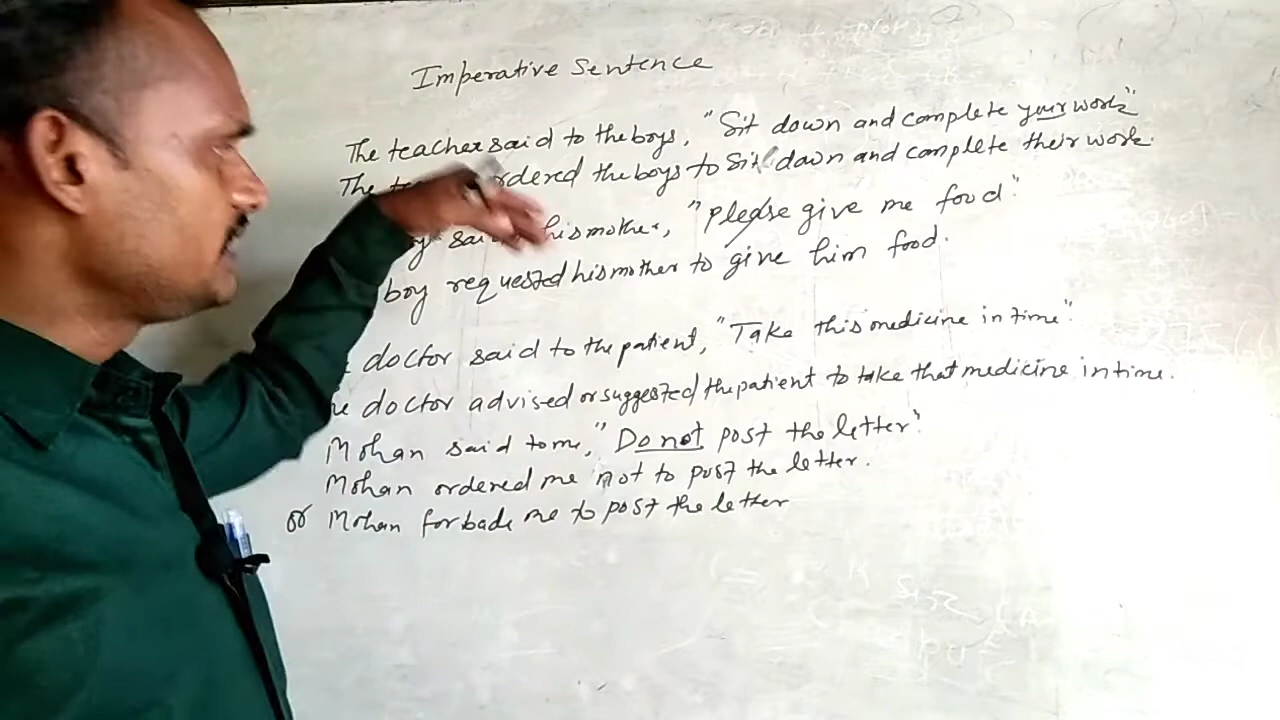 Imperative Sentence
The teacher said to the boys, "Sit down and complete your work"
The ordered the boys to Sit down and complete their work.
said his mother, "please give me food".
boy requested his mother to give him food.
doctor said to the patient, "Take this medicine in time".
doctor advised or suggested the patient to take that medicine in time.
Mohan said to me, "Do not post the letter".
Mohan ordered me not to post the letter.
or Mohan forbade me to post the letter